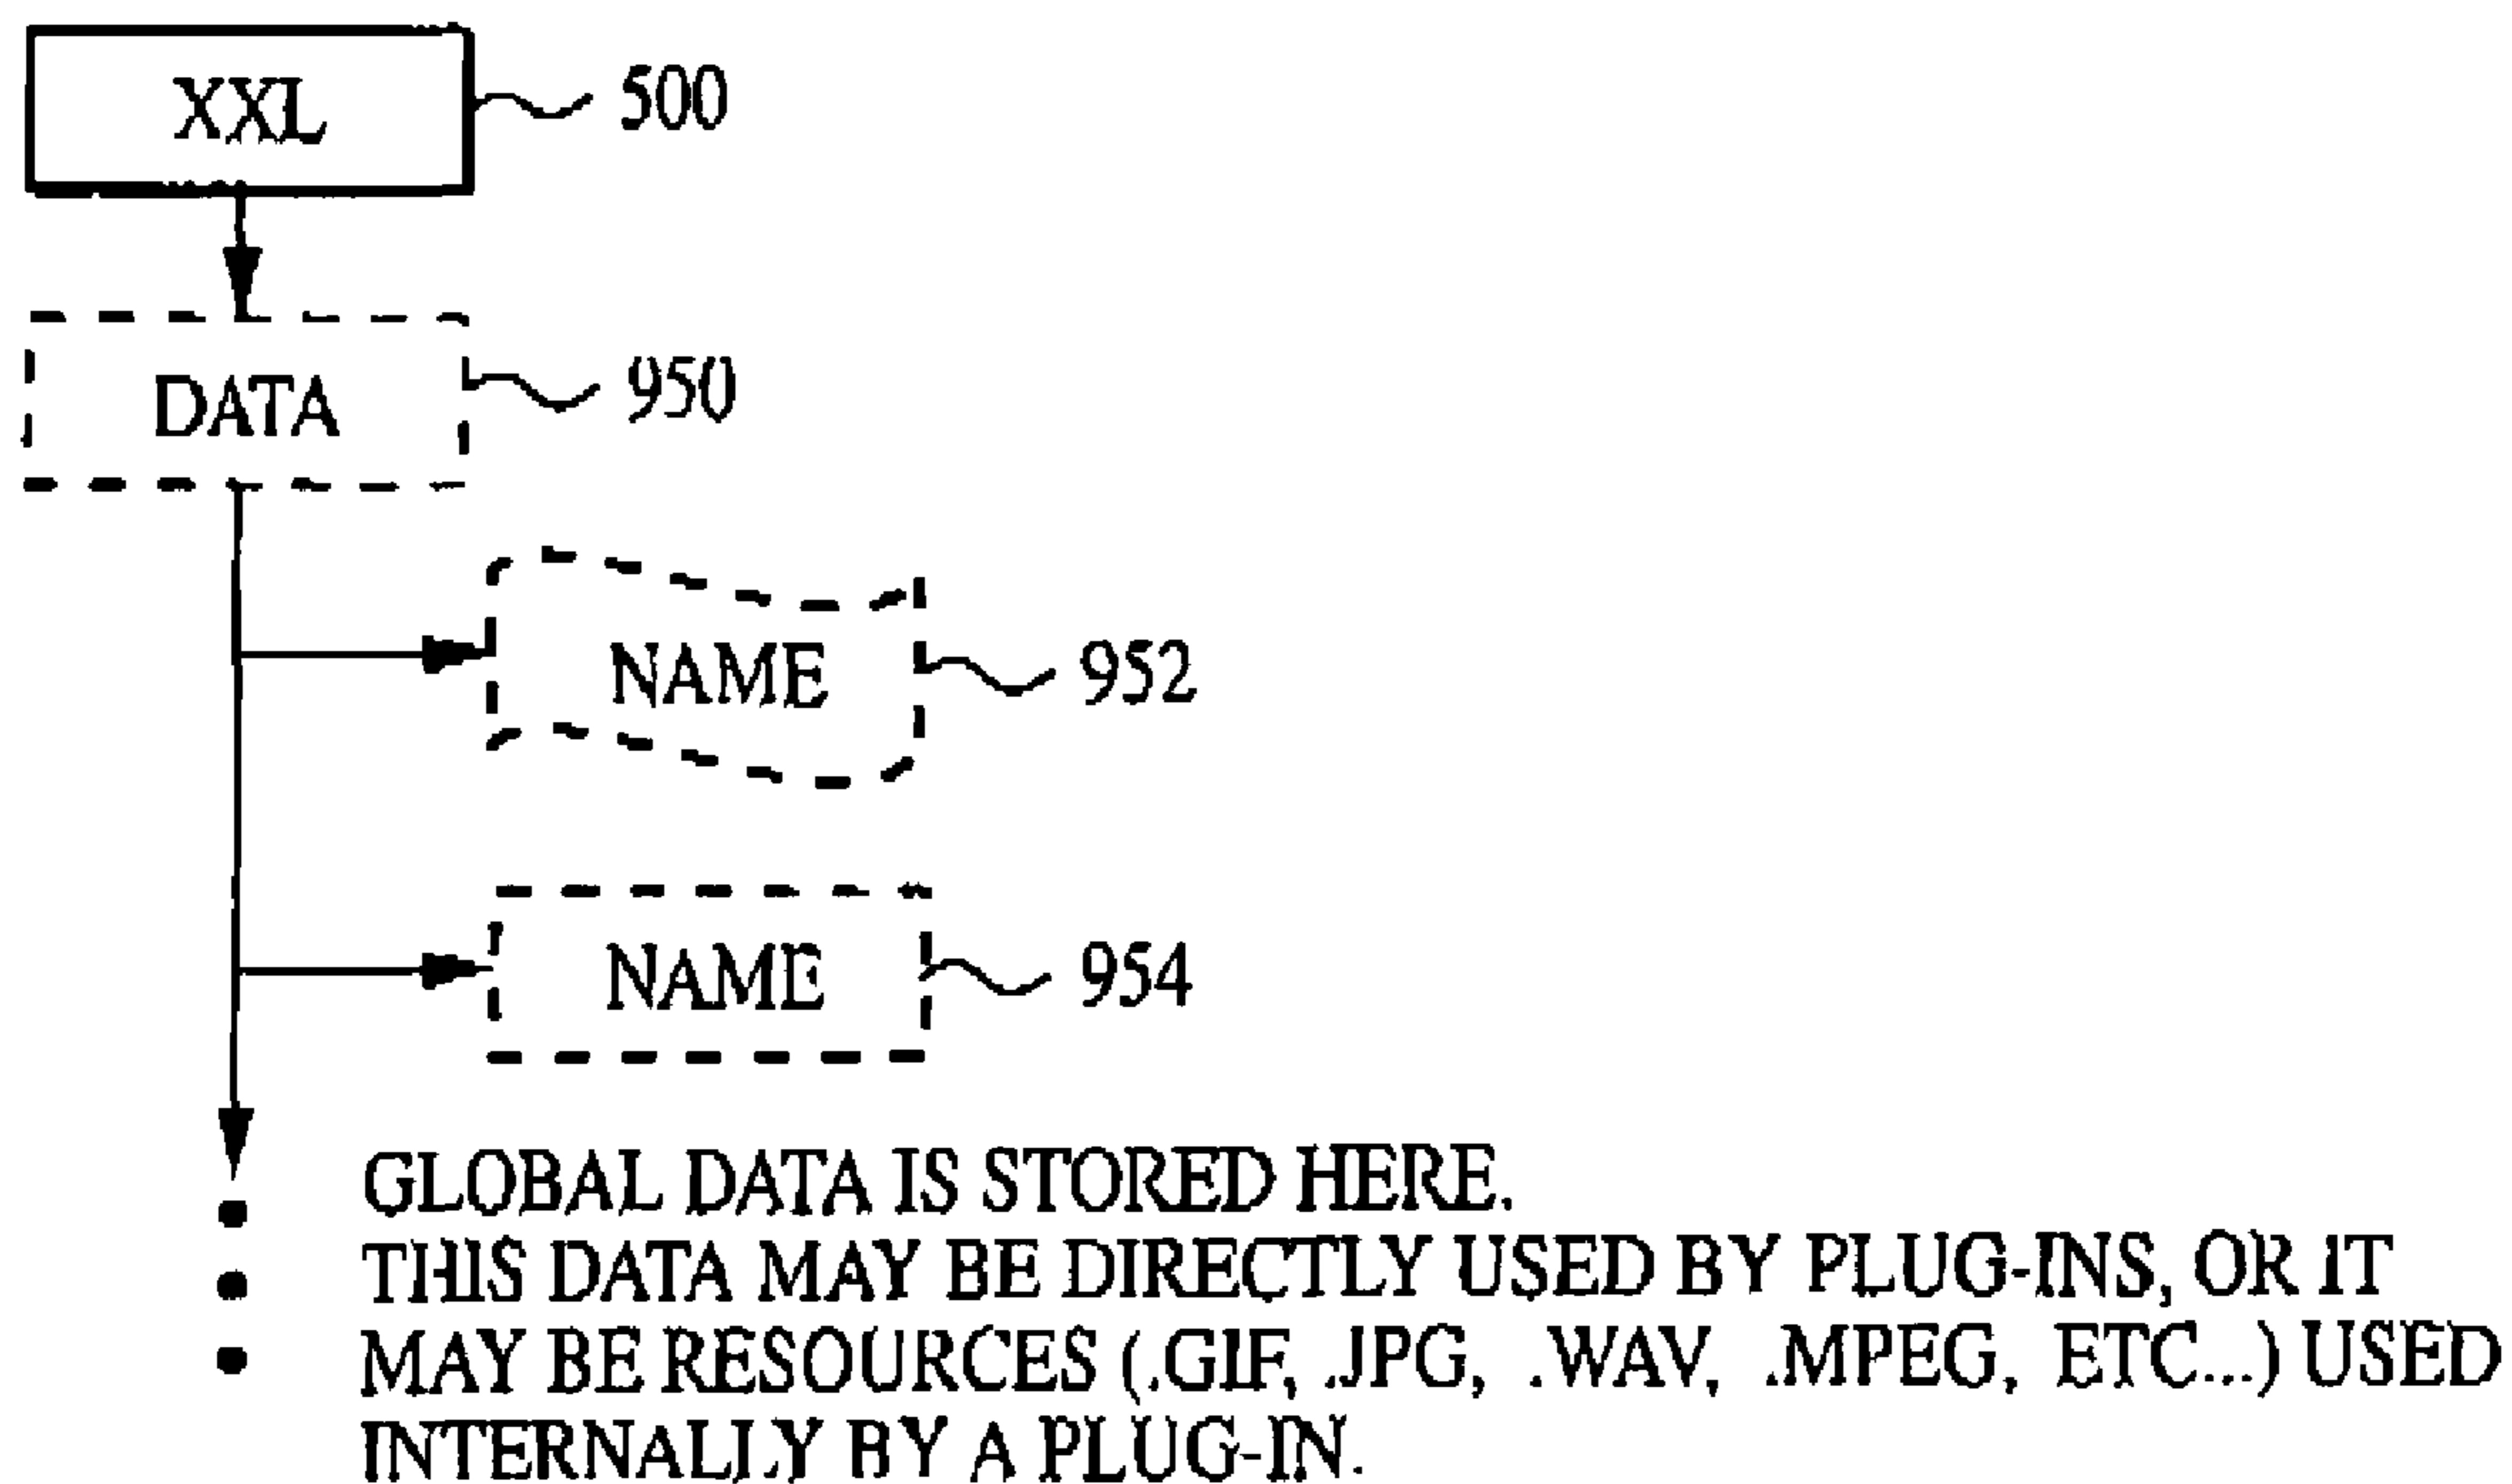 XXL 500
DATA 950
NAME 952
NAME 954
GLOBAL DATA IS STORED HERE.
THIS DATA MAY BE DIRECTLY USED BY PLUG-INS, OR IT
MAY BE RESOURCES (.GIF, .JPG, .WAV, .MPEG, ETC...) USED
INTERNALLY BY A PLUG-IN.